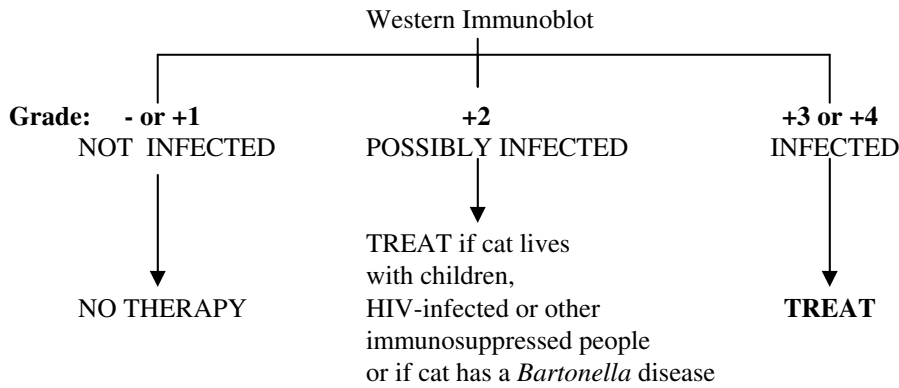 Western Immunoblot
Grade: - or +1 +2 +3 or +4
NOT INFECTED POSSIBLY INFECTED INFECTED
TREAT if cat lives
with children,
NO THERAPY HIV-infected or other TREAT
immunosuppressed people
or if cat has a Bartonella disease